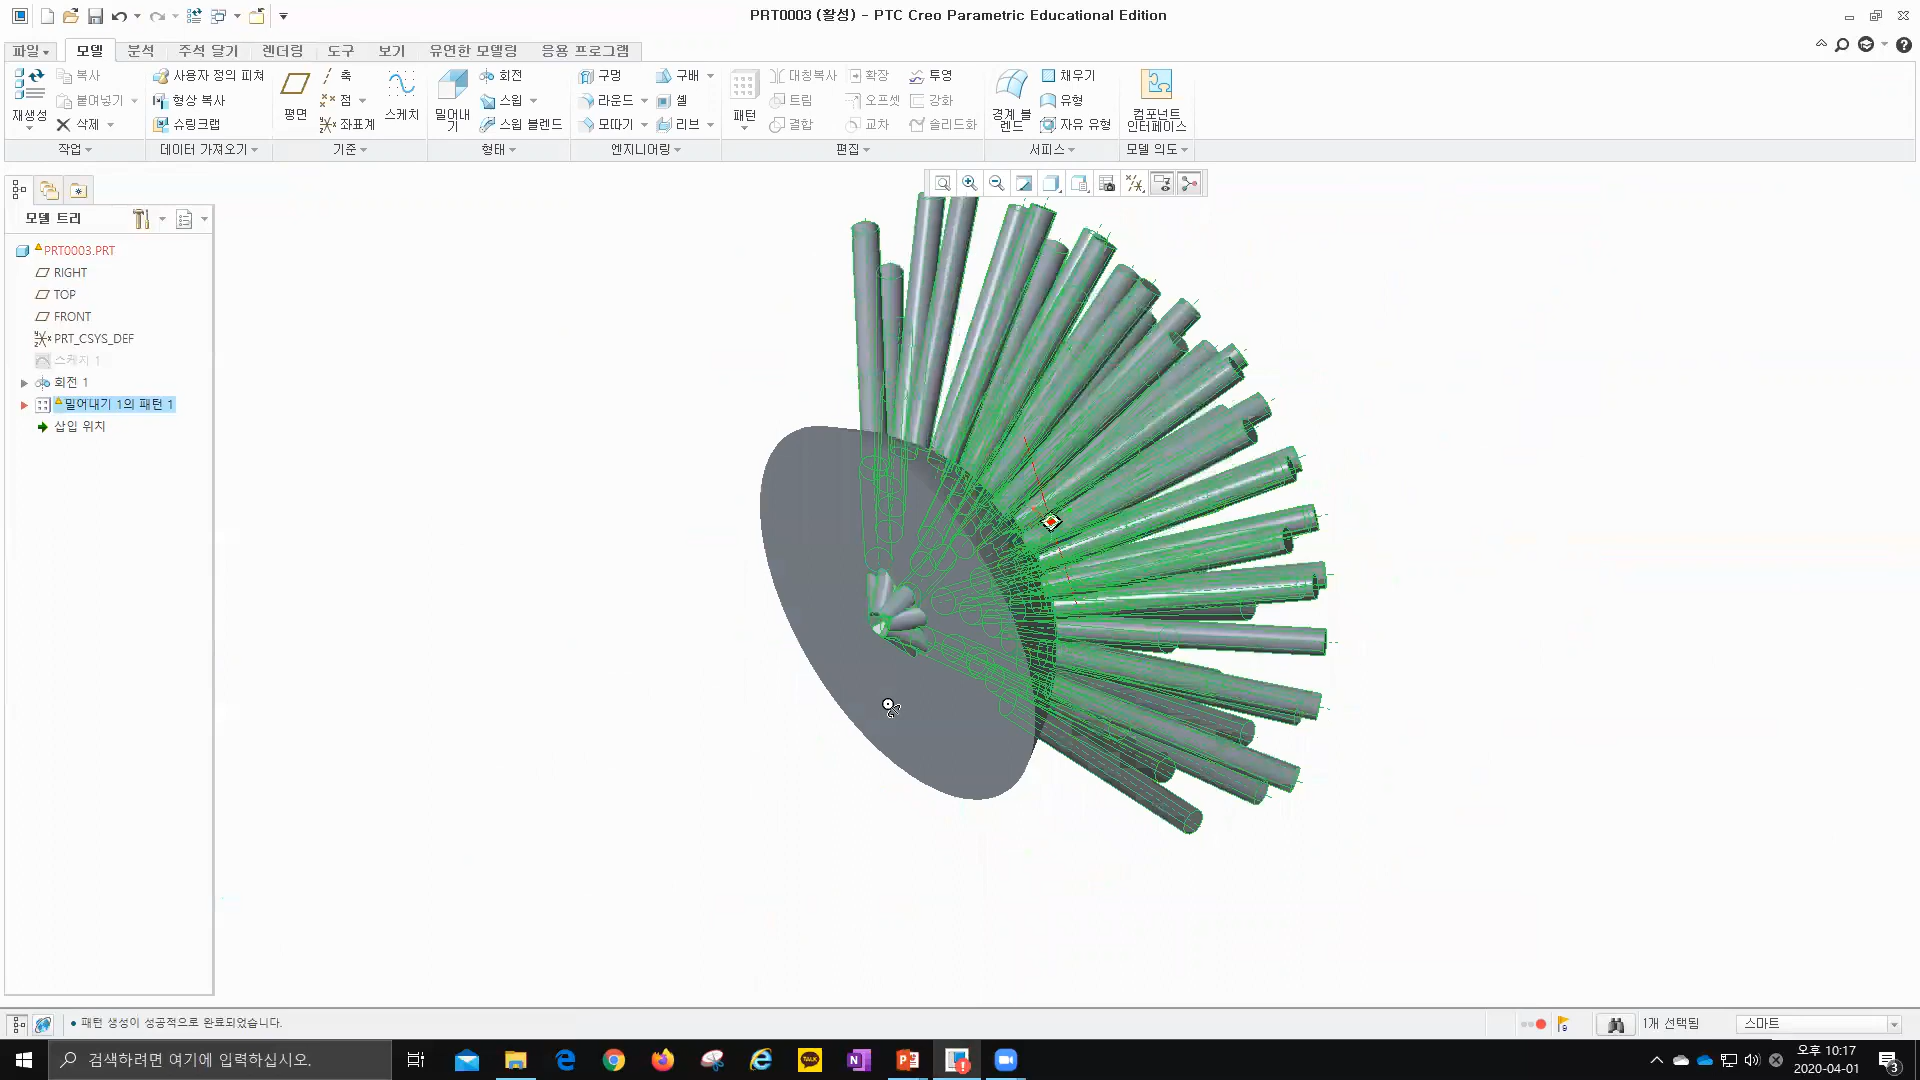 PRT0003 (활성) - PTC Creo Parametric Educational Edition
파일 모델 분석 주석 달기 렌더링 도구 보기 유연한 모델링 응용 프로그램
재생성 복사 붙여넣기 삭제
사용자 정의 피쳐 형상 복사 슈링크랩
평면 축 점 좌표계 스케치
밀어내기 회전 스윕 스윕 블렌드
구멍 라운드 모따기 구배 셸 리브
패턴 대칭복사 트림 결합 확장 오프셋 교차 투영 강화 솔리드화
경계 블렌드 채우기 유형 자유 유형
컴포넌트 인터페이스
작업 데이터 가져오기 기준 형태 엔지니어링 편집 서피스 모델 의도
모델 트리
PRT0003.PRT
RIGHT
TOP
FRONT
PRT_CSYS_DEF
스케치 1
회전 1
밀어내기 1의 패턴 1
삽입 위치
패턴 생성이 성공적으로 완료되었습니다.
1개 선택됨 스마트
검색하려면 여기에 입력하십시오.
TALK
오후 10:17
2020-04-01
3